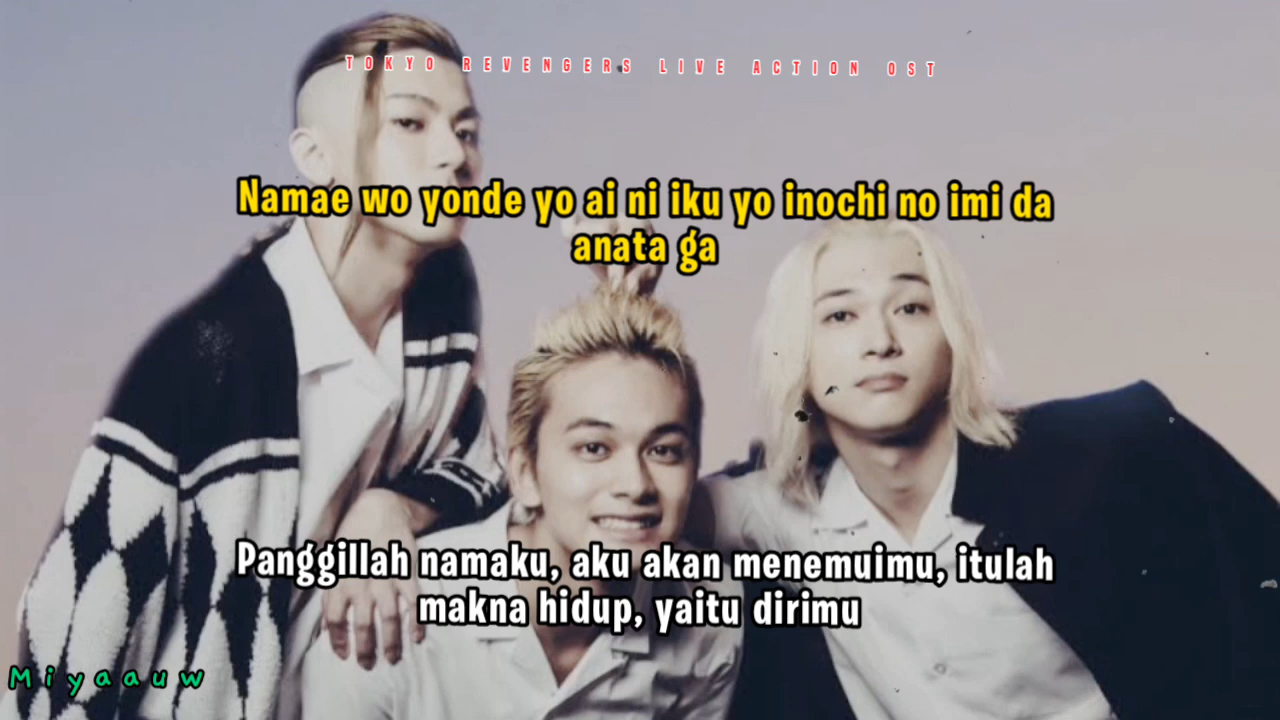 TOKYO REVENGERS LIVE ACTION OST
Namae wo yonde yo ai ni iku yo inochi no imi da
anata ga
Panggillah namaku, aku akan menemuimu, itulah
makna hidup, yaitu dirimu
Miyaauw